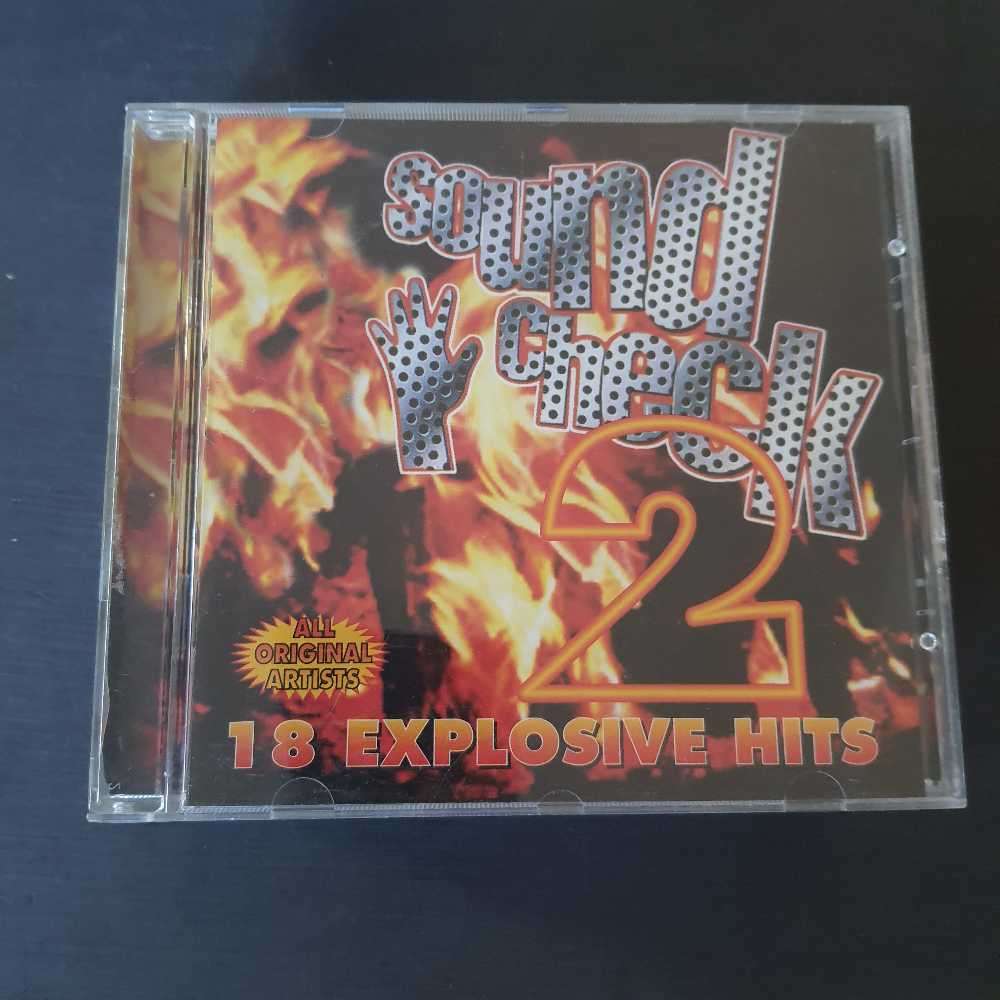 sound
check
2
ALL
ORIGINAL
ARTISTS
18 EXPLOSIVE HITS